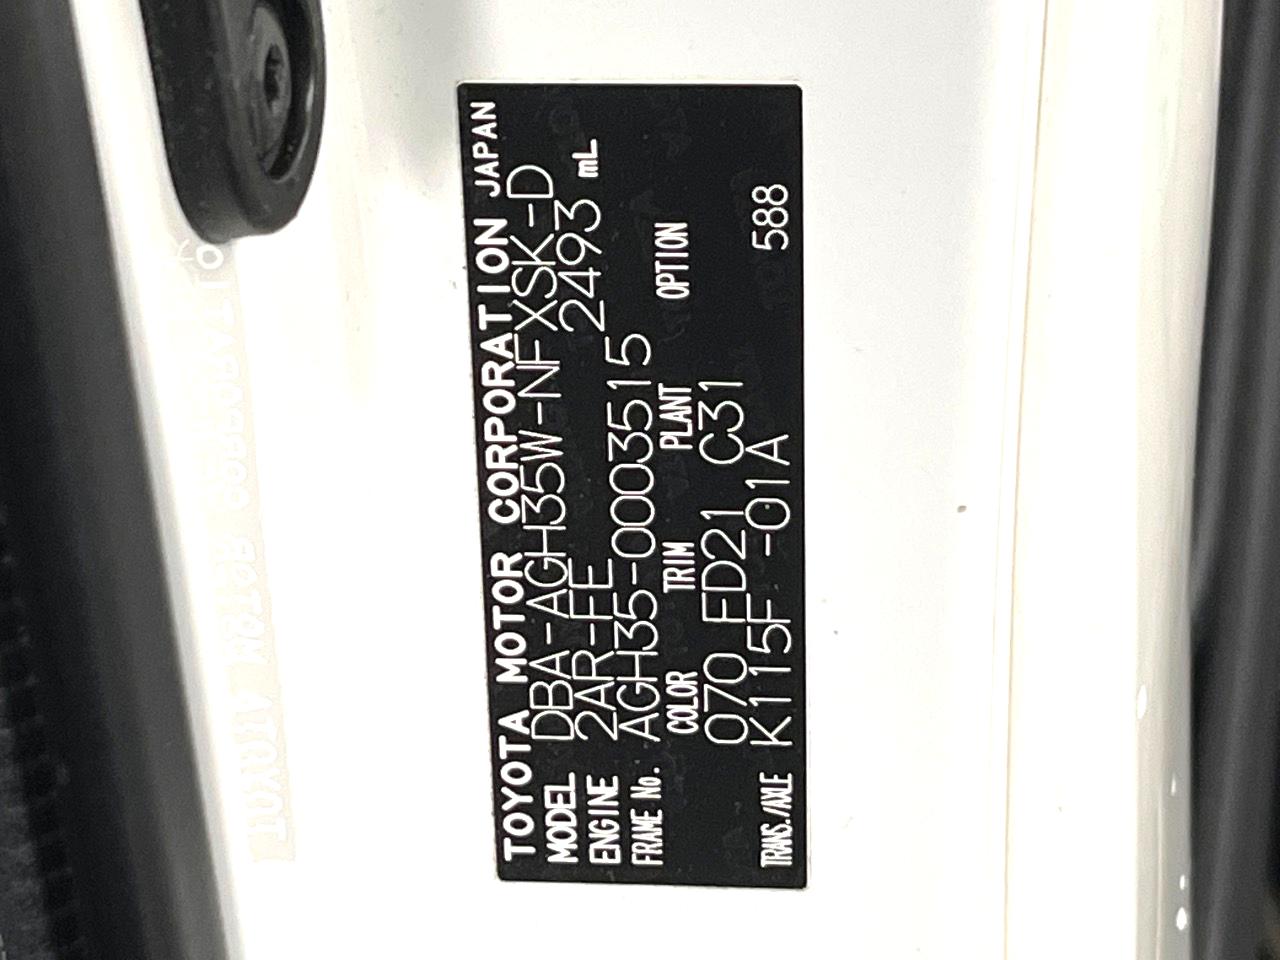 TOYOTA MOTOR CORPORATION JAPAN
MODEL DBA-AGH35W-NFXSK-D
ENGINE 2AR-FE 2493 mL
FRAME No. AGH35-0003515
COLOR TRIM PLANT OPTION
070 FD21 C31
TRANS./AXLE K115F -01A 588